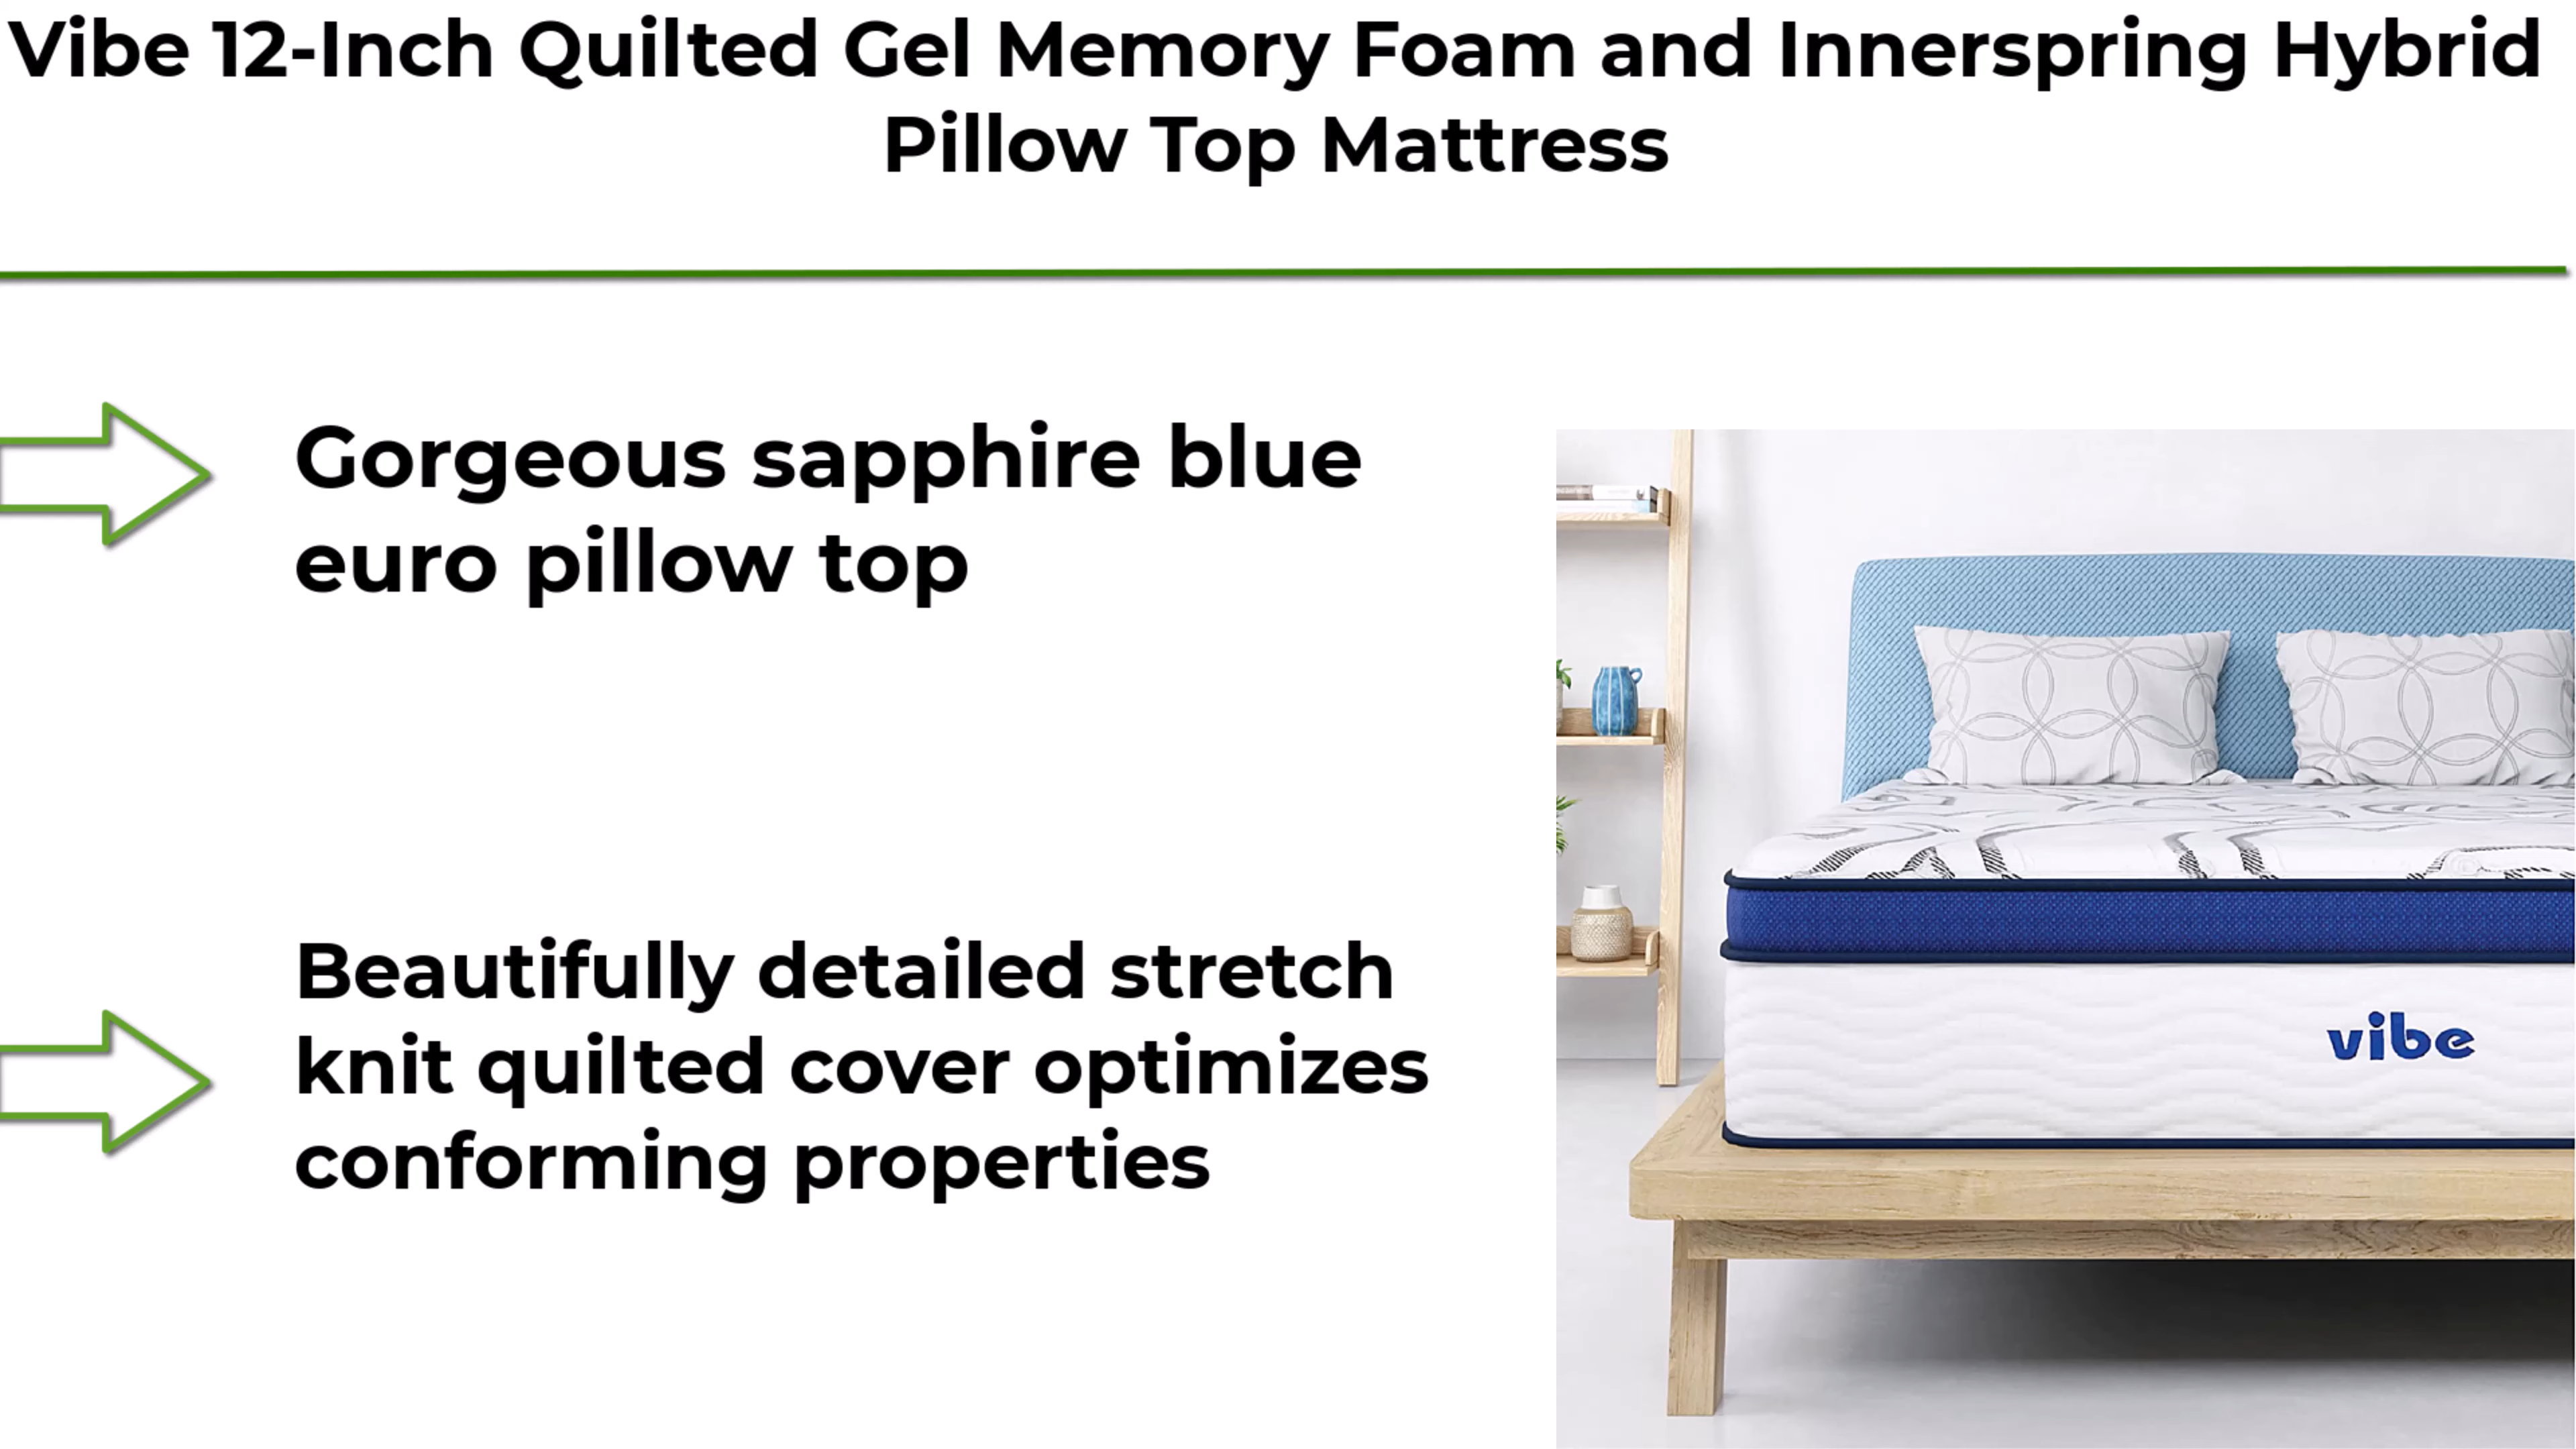 Vibe 12-Inch Quilted Gel Memory Foam and Innerspring Hybrid
Pillow Top Mattress
Gorgeous sapphire blue
euro pillow top
Beautifully detailed stretch
knit quilted cover optimizes
conforming properties
vibe